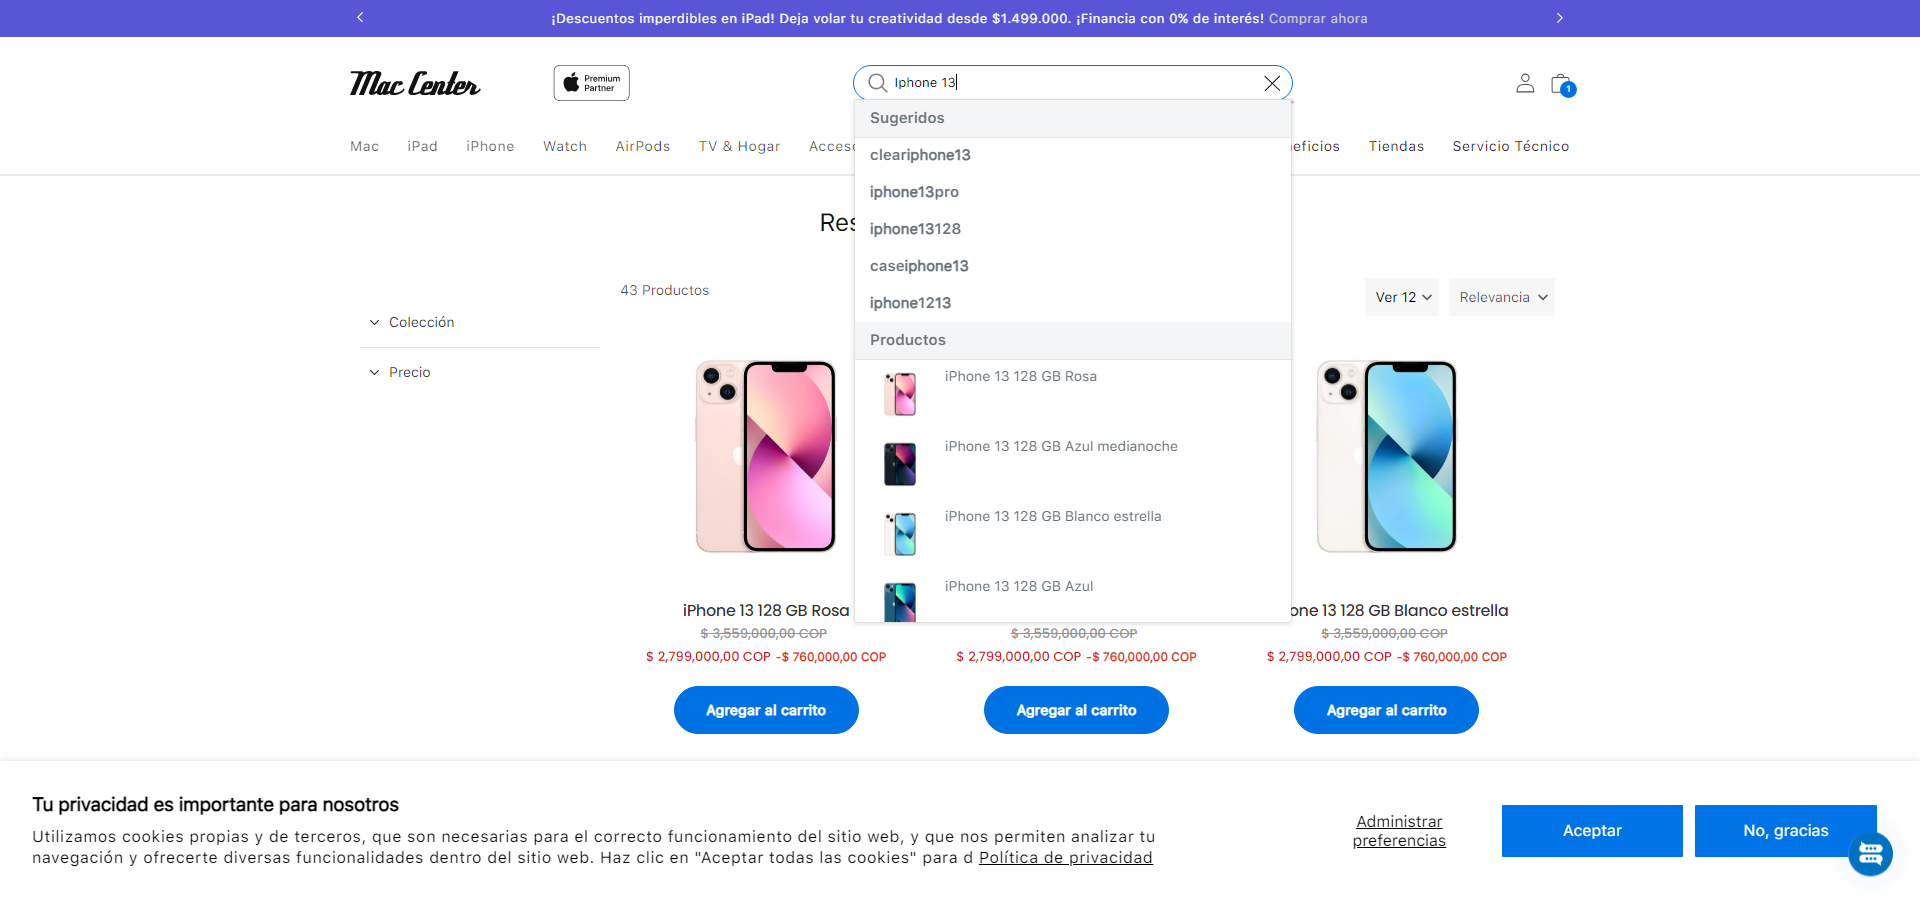 ¡Descuentos imperdibles en iPad! Deja volar tu creatividad desde $1.499.000. ¡Financia con 0% de interés! Comprar ahora
Mac Center
Premium
Partner
Iphone 13
1
Mac iPad iPhone Watch AirPods TV & Hogar Acceso eficios Tiendas Servicio Técnico
Sugeridos
cleariphone13
iphone13pro
iphone13128
caseiphone13
iphone1213
Productos
iPhone 13 128 GB Rosa
iPhone 13 128 GB Azul medianoche
iPhone 13 128 GB Blanco estrella
iPhone 13 128 GB Azul
Res
43 Productos
Ver 12 Relevancia
Colección
Precio
iPhone 13 128 GB Rosa
$ 3,559,000,00 COP
$ 2,799,000,00 COP -$ 760,000,00 COP
Agregar al carrito
$ 3,559,000,00 COP
$ 2,799,000,00 COP -$ 760,000,00 COP
Agregar al carrito
one 13 128 GB Blanco estrella
$ 3,559,000,00 COP
$ 2,799,000,00 COP -$ 760,000,00 COP
Agregar al carrito
Tu privacidad es importante para nosotros
Utilizamos cookies propias y de terceros, que son necesarias para el correcto funcionamiento del sitio web, y que nos permiten analizar tu
navegación y ofrecerte diversas funcionalidades dentro del sitio web. Haz clic en "Aceptar todas las cookies" para d Política de privacidad
Administrar
preferencias
Aceptar
No, gracias